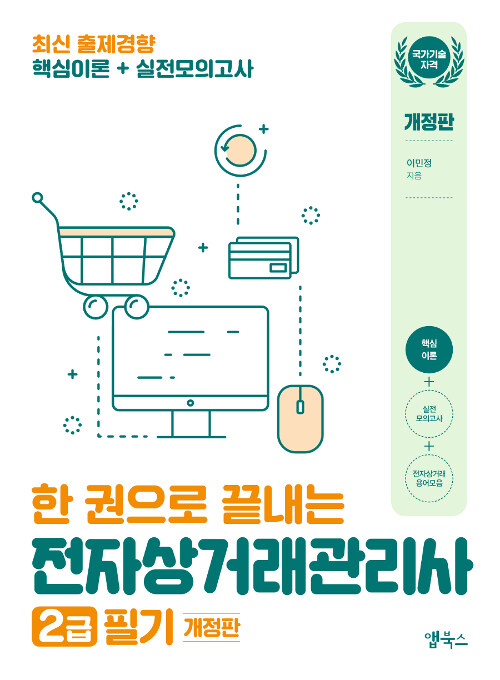 최신 출제경향
핵심이론 + 실전모의고사
국가기술
자격
개정판
이민정
지음
핵심
이론
+
실전
모의고사
+
전자상거래
용어모음
한 권으로 끝내는
전자상거래관리사
2급 필기 개정판
앱북스